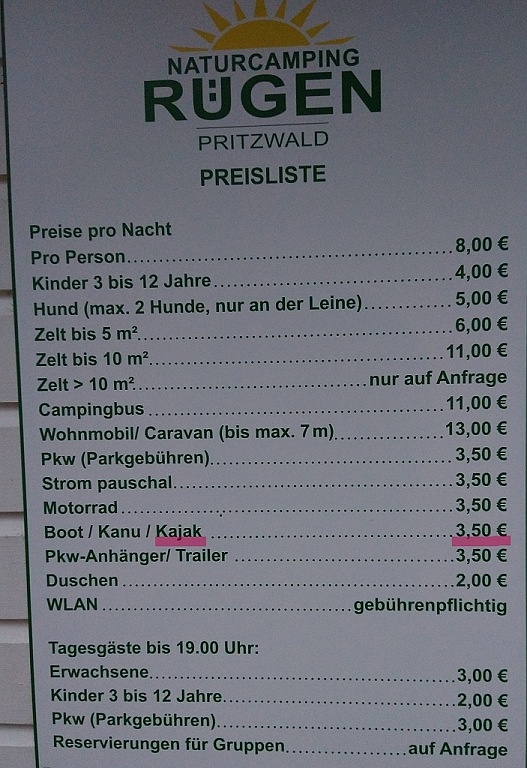 NATURCAMPING
RÜGEN
PRITZWALD
PREISLISTE
Preise pro Nacht
Pro Person........................................................8,00 €
Kinder 3 bis 12 Jahre..........................................4,00 €
Hund (max. 2 Hunde, nur an der Leine)................5,00 €
Zelt bis 5 m²......................................................6,00 €
Zelt bis 10 m²....................................................11,00 €
Zelt > 10 m²......................................nur auf Anfrage
Campingbus ......................................................11,00 €
Wohnmobil/ Caravan (bis max. 7 m)....................13,00 €
Pkw (Parkgebühren)............................................3,50 €
Strom pauschal...................................................3,50 €
Motorrad ...........................................................3,50 €
Boot / Kanu / Kajak ............................................3,50 €
Pkw-Anhänger/ Trailer ........................................3,50 €
Duschen ............................................................2,00 €
WLAN ............................................gebührenpflichtig
Tagesgäste bis 19.00 Uhr:
Erwachsene........................................................3,00 €
Kinder 3 bis 12 Jahre..........................................2,00 €
Pkw (Parkgebühren)............................................3,00 €
Reservierungen für Gruppen.....................auf Anfrage